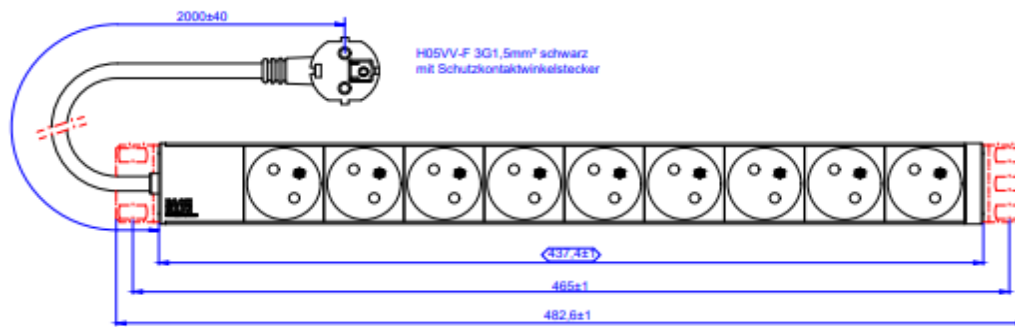 2000±40
H05VV-F 3G1,5mm² schwarz
mit Schutzkontaktwinkelstecker
437,4±1
465±1
482,6±1